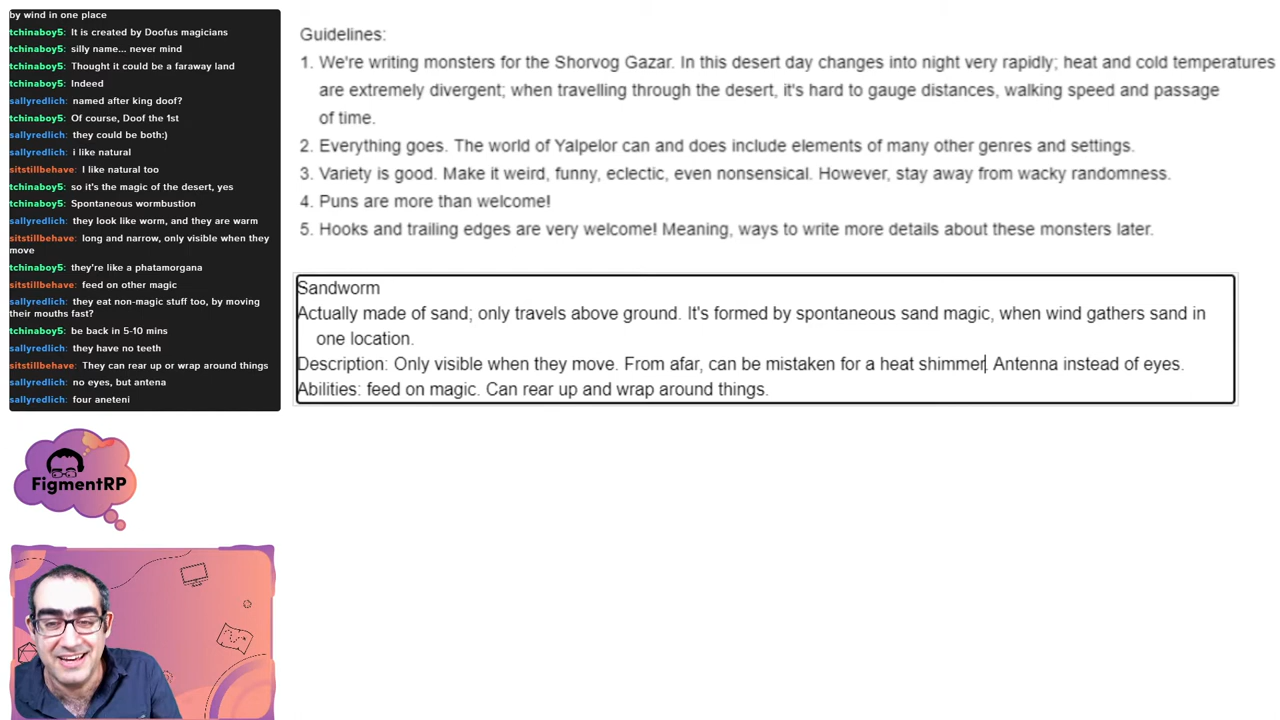 by wind in one place
tchinaboy5: It is created by Doofus magicians
tchinaboy5: silly name... never mind
tchinaboy5: Thought it could be a faraway land
tchinaboy5: Indeed
sallyredlich: named after king doof?
tchinaboy5: Of course, Doof the 1st
sallyredlich: they could be both:)
sallyredlich: i like natural
sitstillbehave: I like natural too
tchinaboy5: so it's the magic of the desert, yes
tchinaboy5: Spontaneous wormbustion
sallyredlich: they look like worm, and they are warm
sitstillbehave: long and narrow, only visible when they
move
tchinaboy5: they're like a phatamorgana
sitstillbehave: feed on other magic
sallyredlich: they eat non-magic stuff too, by moving
their mouths fast?
tchinaboy5: be back in 5-10 mins
sallyredlich: they have no teeth
sitstillbehave: They can rear up or wrap around things
sallyredlich: no eyes, but antena
sallyredlich: four aneteni
FigmentRP
Guidelines:
1. We're writing monsters for the Shorvog Gazar. In this desert day changes into night very rapidly; heat and cold temperatures
are extremely divergent; when travelling through the desert, it's hard to gauge distances, walking speed and passage
of time.
2. Everything goes. The world of Yalpelor can and does include elements of many other genres and settings.
3. Variety is good. Make it weird, funny, eclectic, even nonsensical. However, stay away from wacky randomness.
4. Puns are more than welcome!
5. Hooks and trailing edges are very welcome! Meaning, ways to write more details about these monsters later.
Sandworm
Actually made of sand; only travels above ground. It's formed by spontaneous sand magic, when wind gathers sand in
one location.
Description: Only visible when they move. From afar, can be mistaken for a heat shimmer. Antenna instead of eyes.
Abilities: feed on magic. Can rear up and wrap around things.